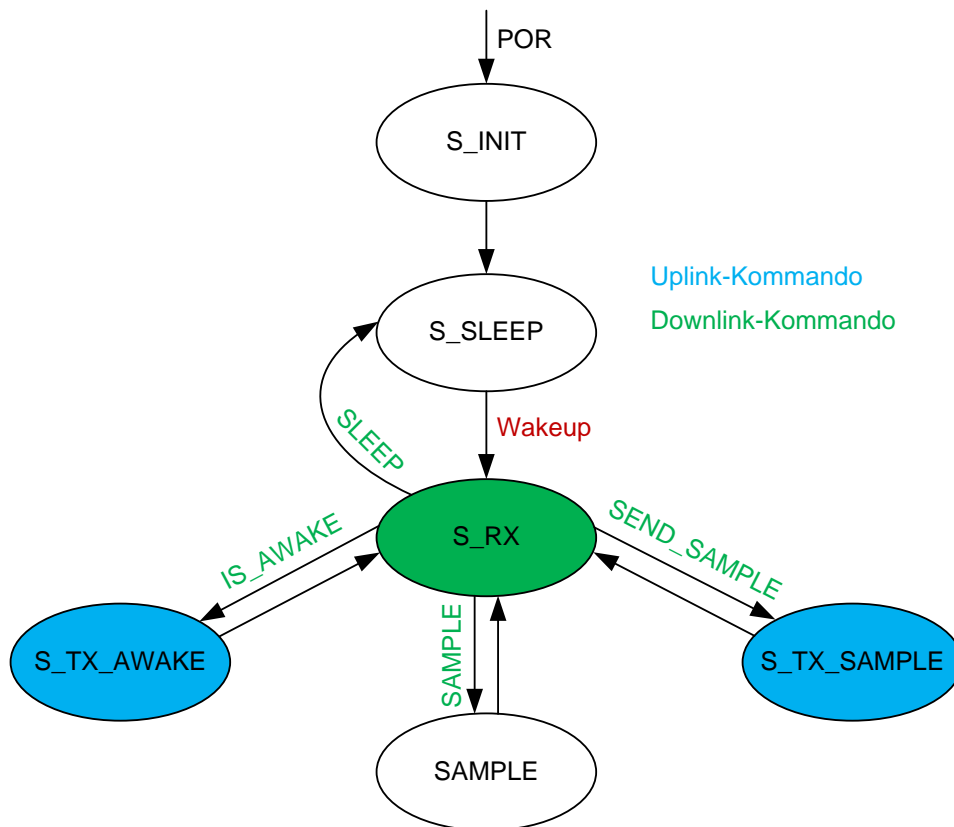 POR
S_INIT
Uplink-Kommando
Downlink-Kommando
S_SLEEP
SLEEP
Wakeup
S_RX
IS_AWAKE
SEND_SAMPLE
SAMPLE
S_TX_AWAKE
S_TX_SAMPLE
SAMPLE